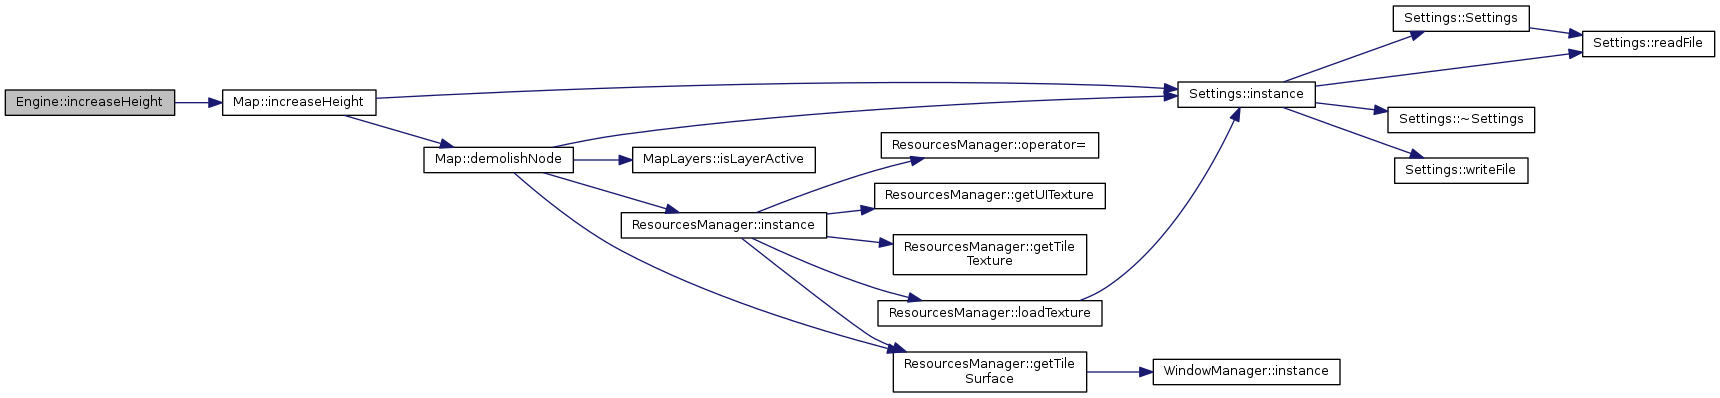 Engine::increaseHeight
Map::increaseHeight
Map::demolishNode
MapLayers::isLayerActive
ResourcesManager::instance
ResourcesManager::operator=
ResourcesManager::getUITexture
ResourcesManager::getTile
Texture
ResourcesManager::loadTexture
ResourcesManager::getTile
Surface
WindowManager::instance
Settings::instance
Settings::Settings
Settings::readFile
Settings::~Settings
Settings::writeFile